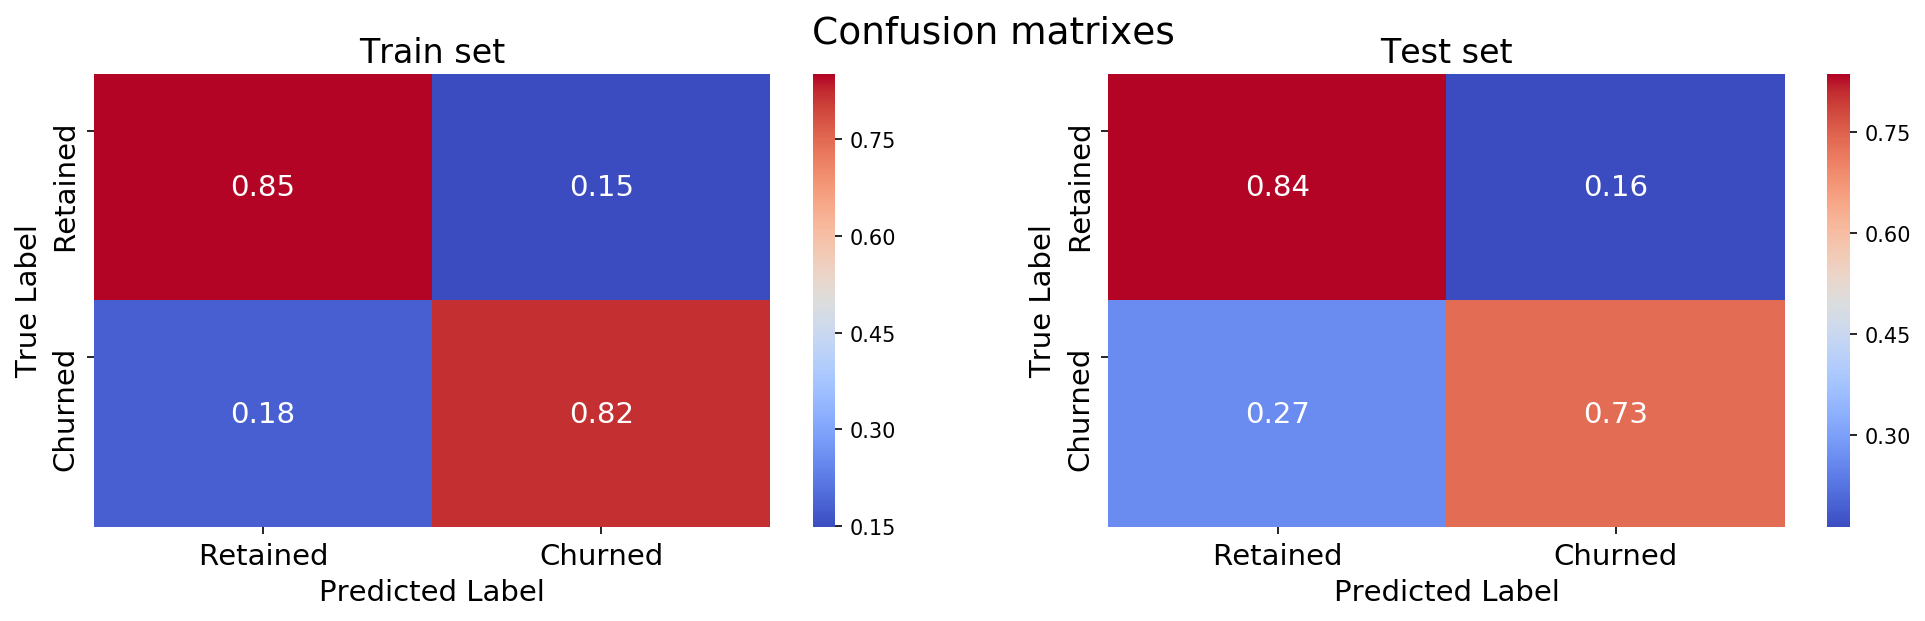 Confusion matrixes
Train set
True Label
Retained
Churned
0.85
0.15
0.18
0.82
Retained
Churned
Predicted Label
0.75
0.60
0.45
0.30
0.15
Test set
True Label
Retained
Churned
0.84
0.16
0.27
0.73
Retained
Churned
Predicted Label
0.75
0.60
0.45
0.30